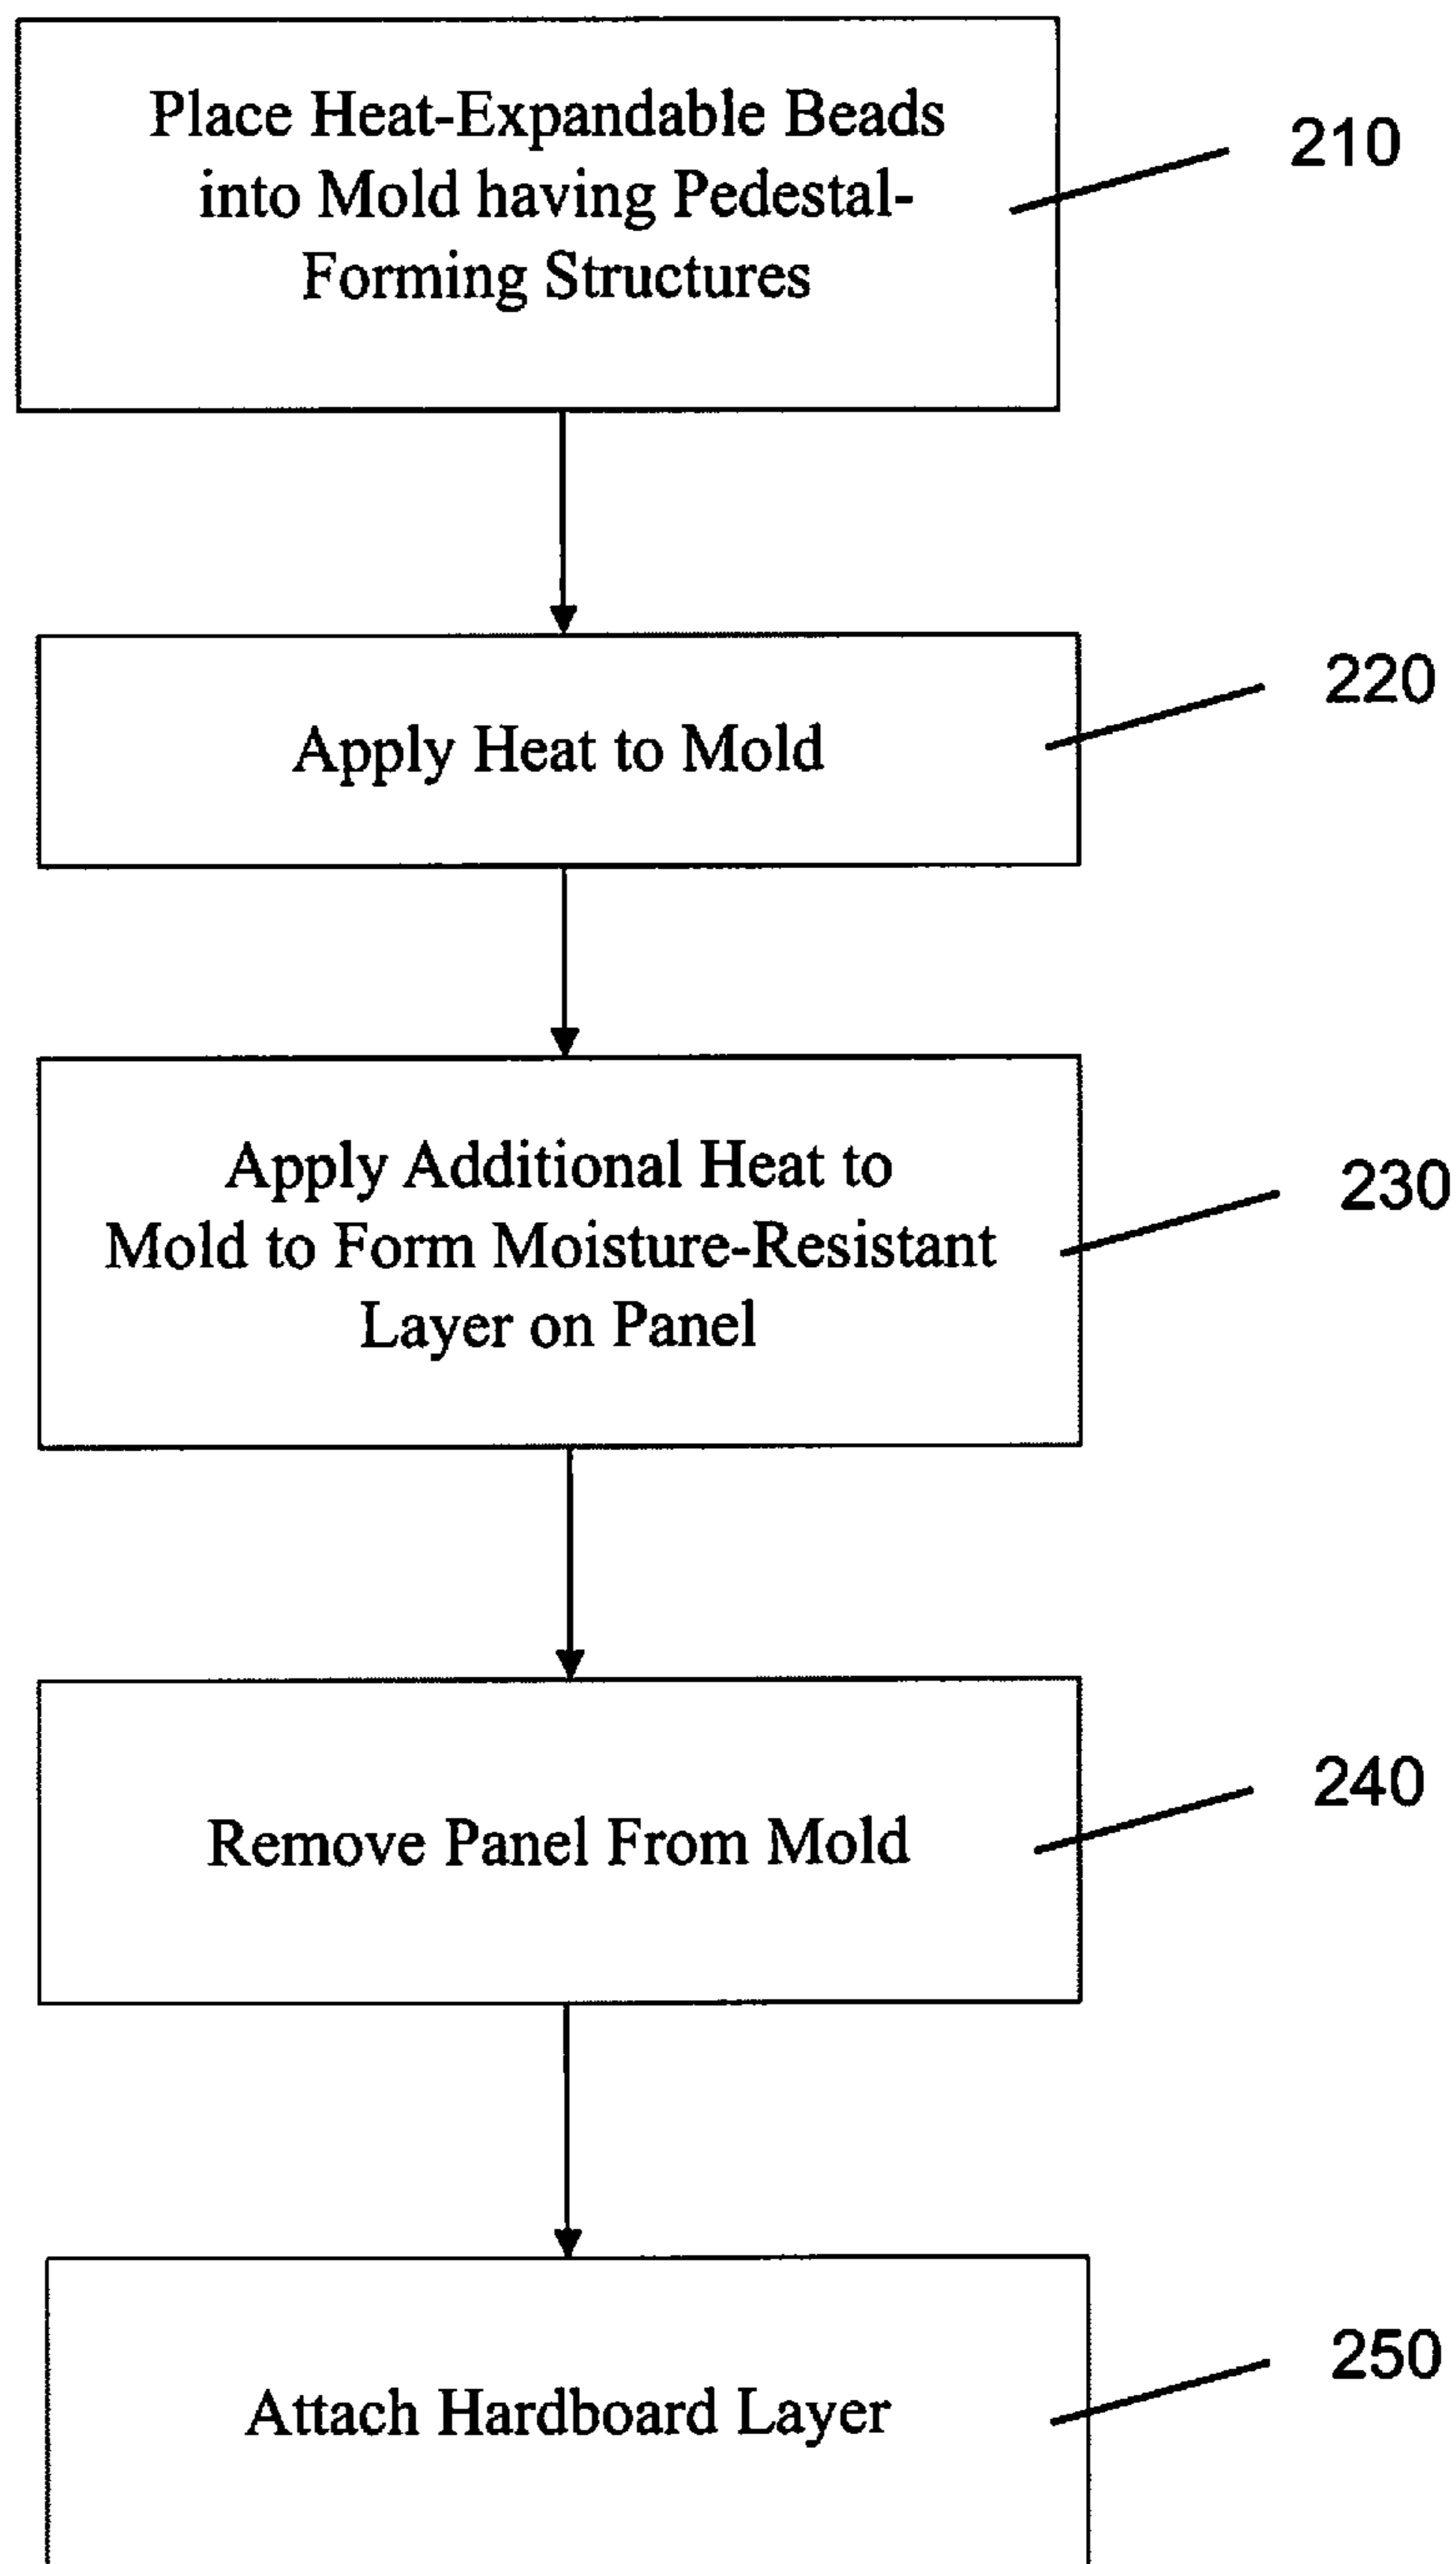 Place Heat-Expandable Beads
into Mold having Pedestal-
Forming Structures
210
Apply Heat to Mold
220
Apply Additional Heat to
Mold to Form Moisture-Resistant
Layer on Panel
230
Remove Panel From Mold
240
Attach Hardboard Layer
250